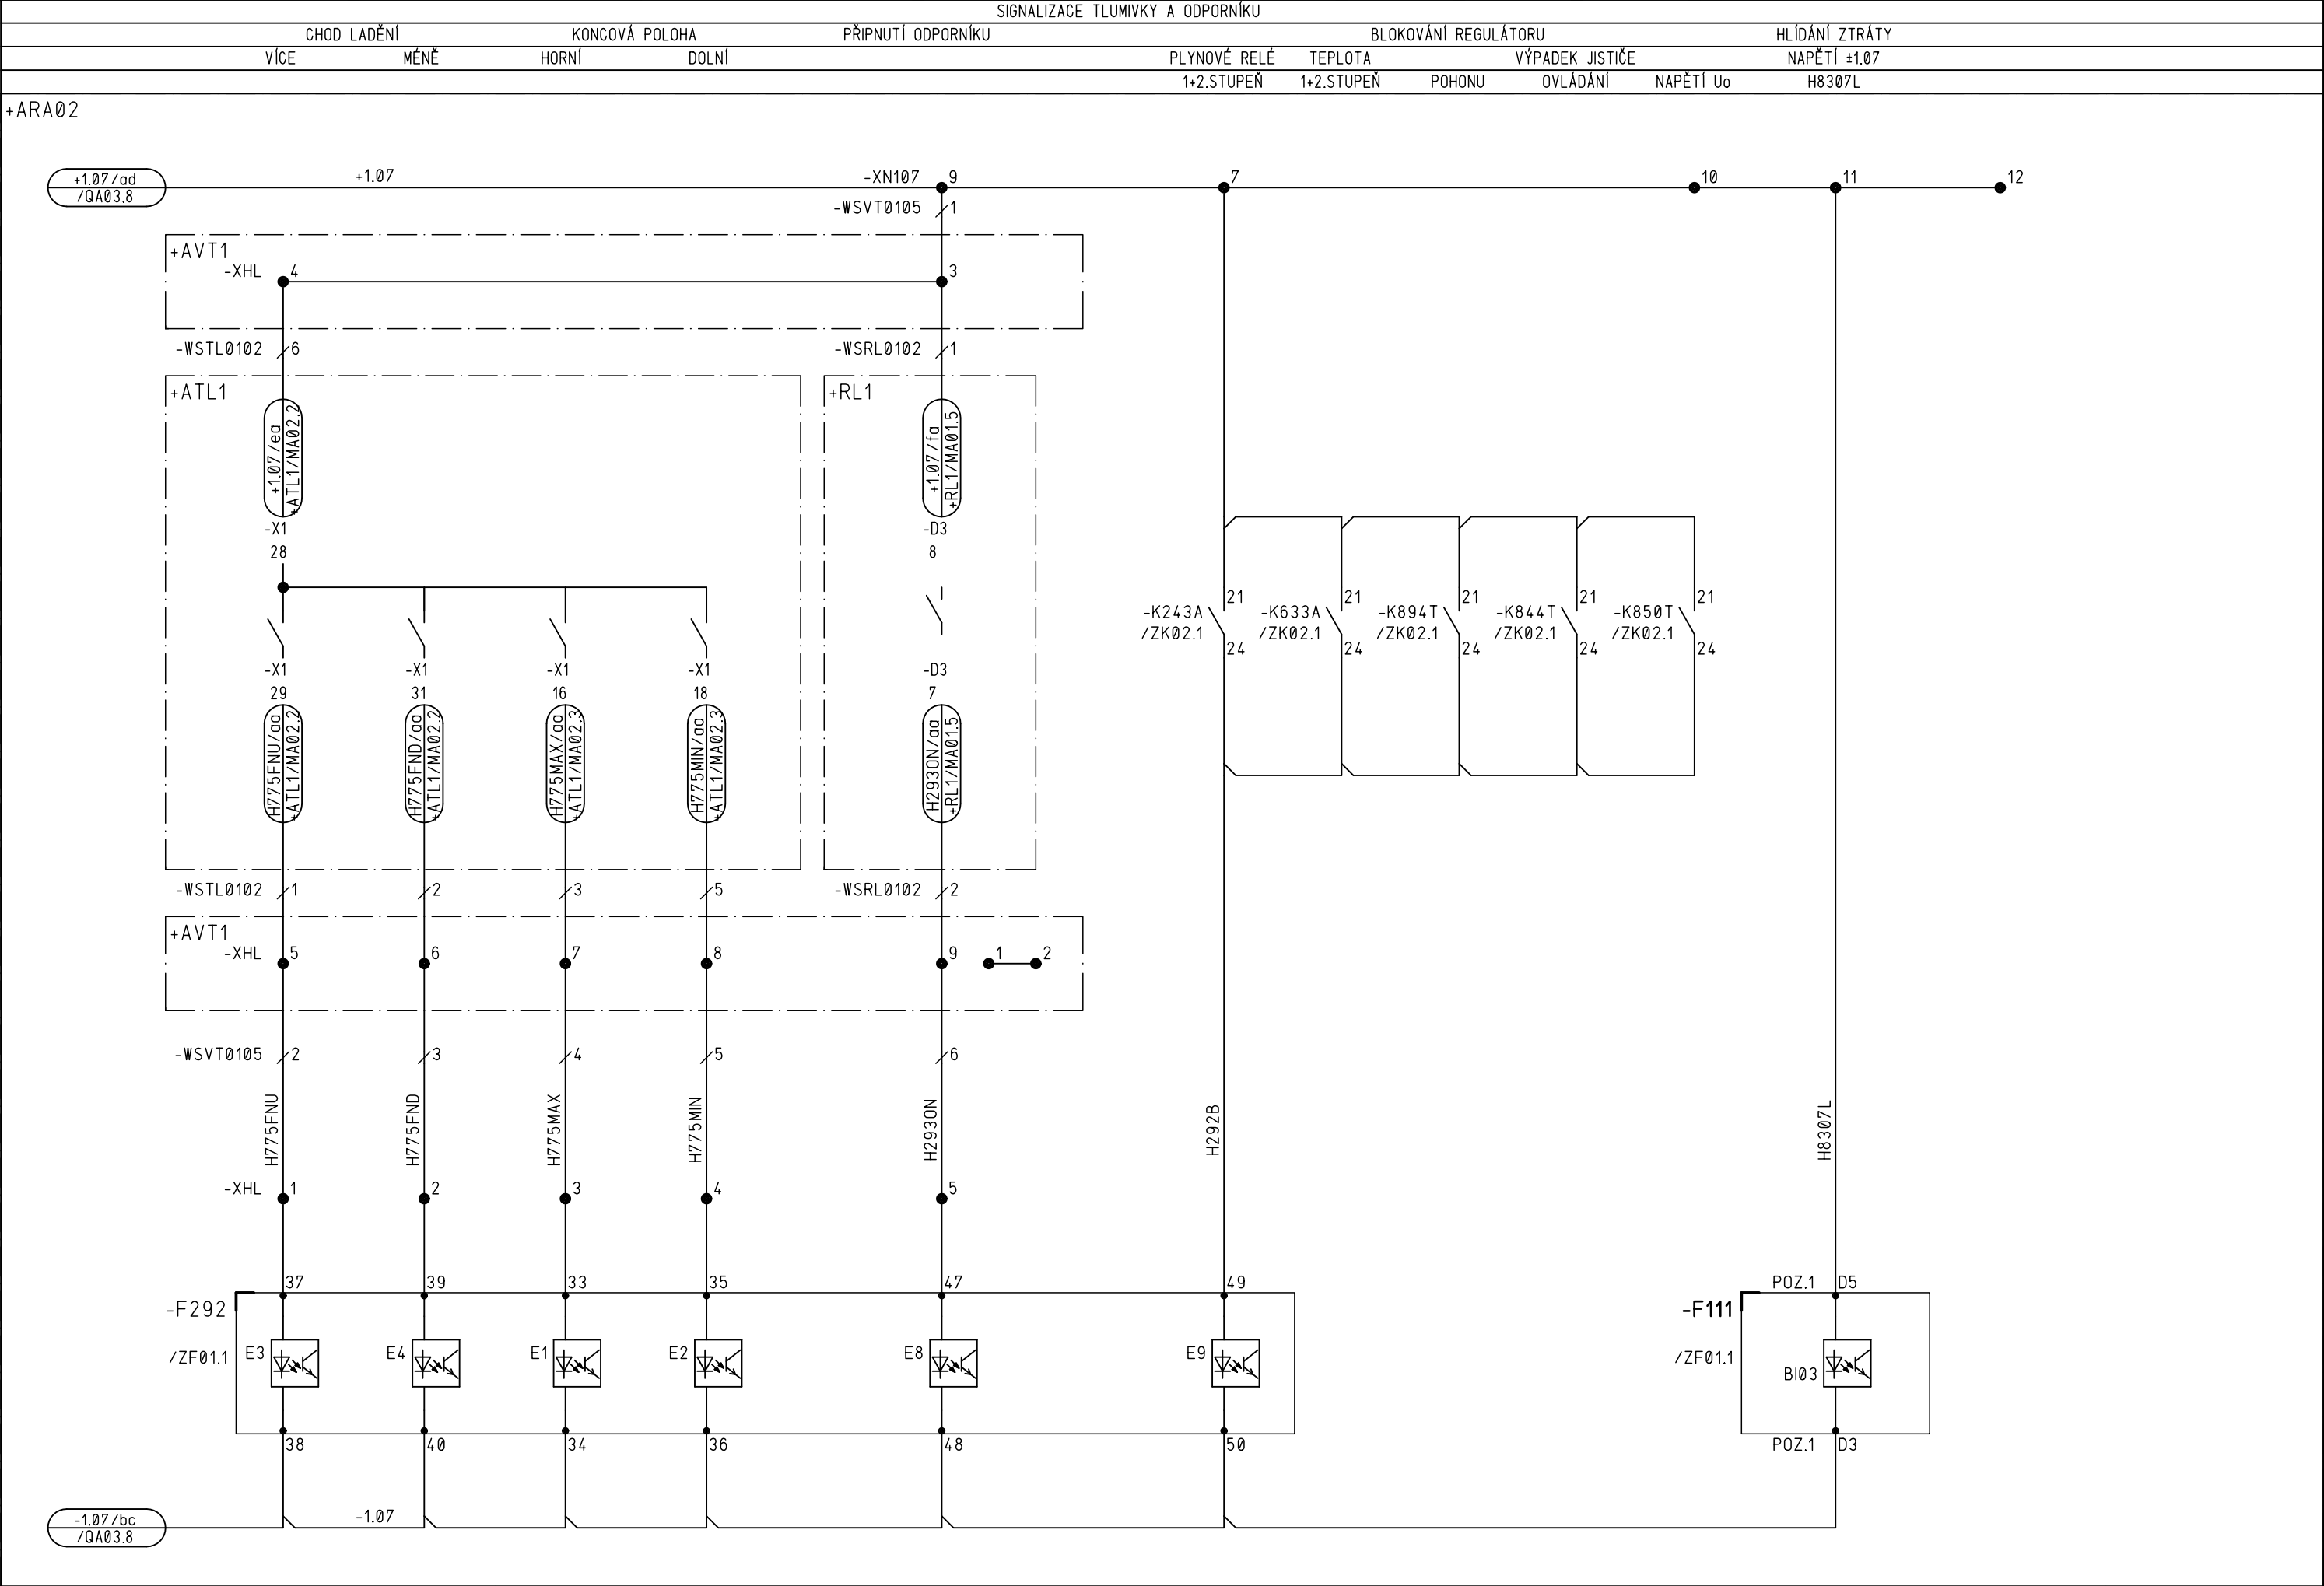 SIGNALIZACE TLUMIVKY A ODPORNÍKU
CHOD LADĚNÍ KONCOVÁ POLOHA PŘIPNUTÍ ODPORNÍKU BLOKOVÁNÍ REGULÁTORU HLÍDÁNÍ ZTRÁTY
VÍCE MÉNĚ HORNÍ DOLNÍ PLYNOVÉ RELÉ TEPLOTA VÝPADEK JISTIČE NAPĚTÍ ±1.07
1+2.STUPEŇ 1+2.STUPEŇ POHONU OVLÁDÁNÍ NAPĚTÍ Uo H8307L
+ARA02
+1.07/ad +1.07 -XN107 9 7 10 11 12
/QA03.8
-WSVT0105 1
+AVT1
-XHL 4 3
-WSTL0102 6 -WSRL0102 1
+ATL1 +RL1
+1.07/ea +ATL1/MA02.2 +1.07/fa +RL1/MA01.5
-X1 -D3
28 8
21 21 21 21 21
-K243A -K633A -K894T -K844T -K850T
/ZK02.1 /ZK02.1 /ZK02.1 /ZK02.1 /ZK02.1
24 24 24 24 24
-X1 -X1 -X1 -X1 -D3
29 31 16 18 7
H775FNU/aa +ATL1/MA02.2 H775FND/aa +ATL1/MA02.2 H775MAX/aa +ATL1/MA02.3 H775MIN/aa +ATL1/MA02.3 H293ON/aa +RL1/MA01.5
-WSTL0102 1 2 3 5 -WSRL0102 2
+AVT1
-XHL 5 6 7 8 9 1 2
-WSVT0105 2 3 4 5 6
H775FNU H775FND H775MAX H775MIN H293ON H292B H8307L
-XHL 1 2 3 4 5
37 39 33 35 47 49 POZ.1 D5
-F292 -F111
/ZF01.1 E3 E4 E1 E2 E8 E9 /ZF01.1
BI03
38 40 34 36 48 50 POZ.1 D3
-1.07/bc -1.07
/QA03.8